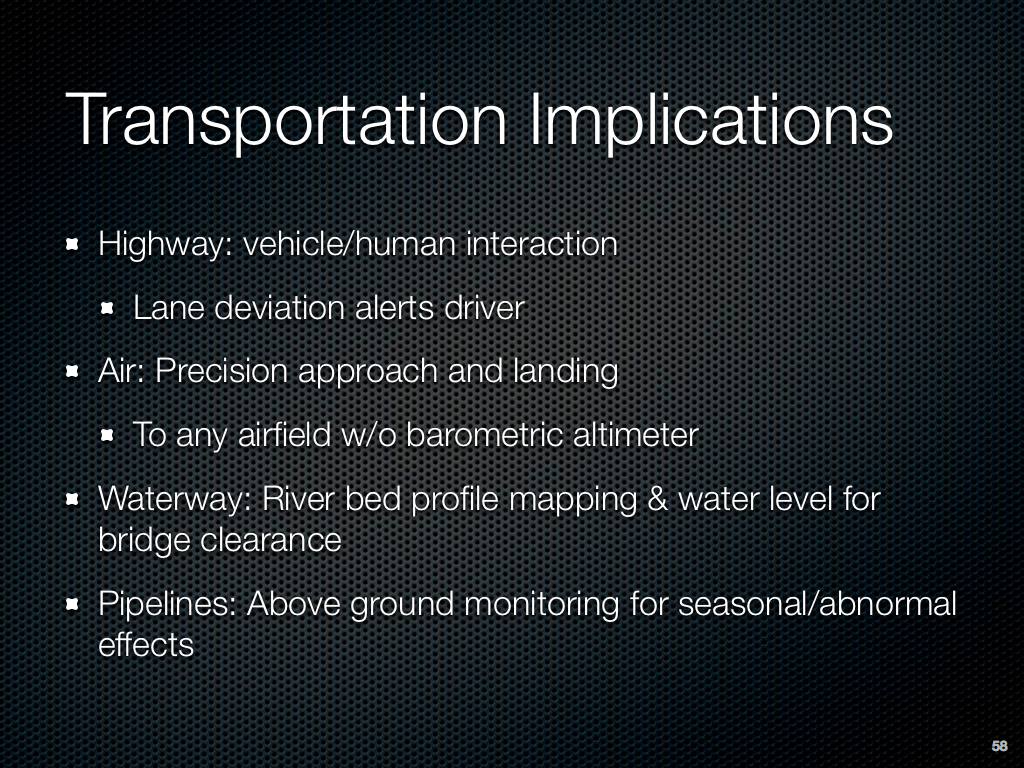 Transportation Implications
Highway: vehicle/human interaction
Lane deviation alerts driver
Air: Precision approach and landing
To any airfield w/o barometric altimeter
Waterway: River bed profile mapping & water level for
bridge clearance
Pipelines: Above ground monitoring for seasonal/abnormal
effects
58